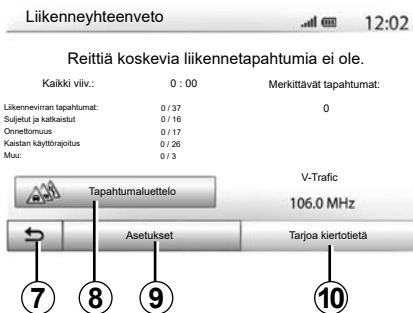 Liikenneyhteenveto 12:02
Reittiä koskevia liikennetapahtumia ei ole.
Kaikki viiv.: 0 : 00 Merkittävät tapahtumat:
0
Liikennevirran tapahtumat: 0 / 37
Suljetut ja katkaistut 0 / 16
Onnettomuus 0 / 17
Kaistan käyttörajoitus 0 / 26
Muu: 0 / 3
V-Trafic
Tapahtumaluettelo 106.0 MHz
Asetukset Tarjoa kiertotietä
7 8 9 10